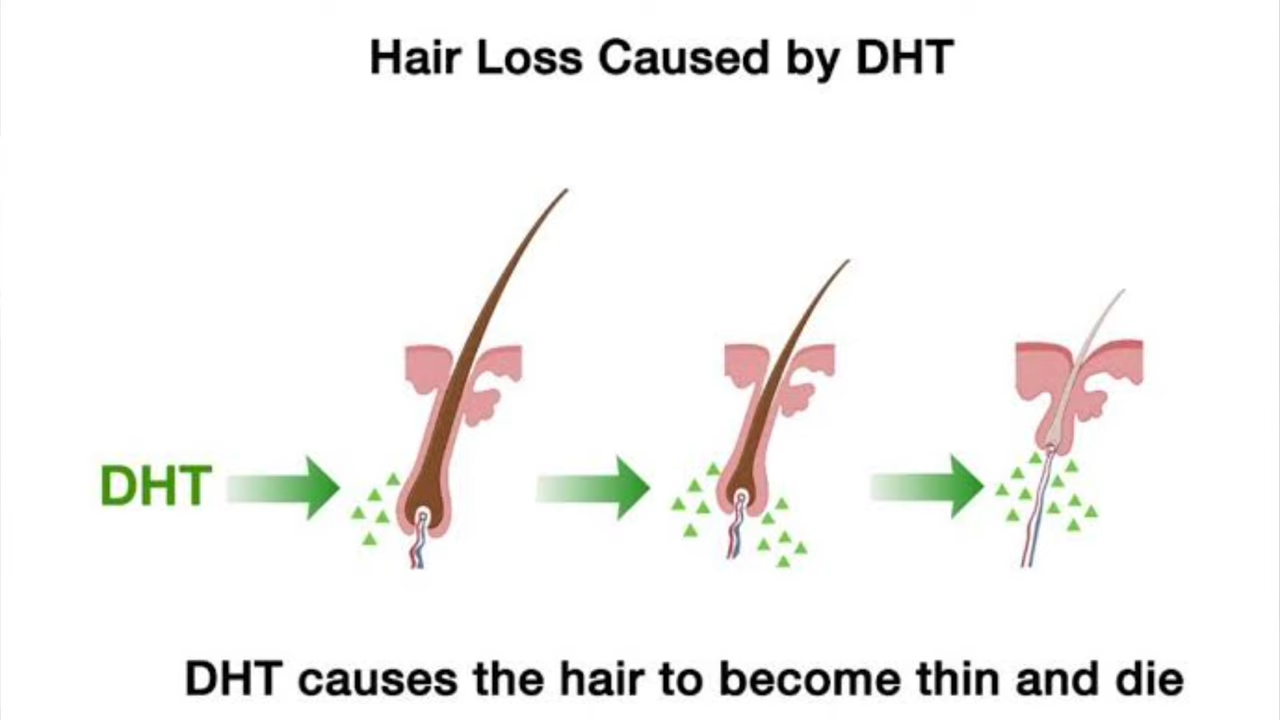 Hair Loss Caused by DHT
DHT
DHT causes the hair to become thin and die